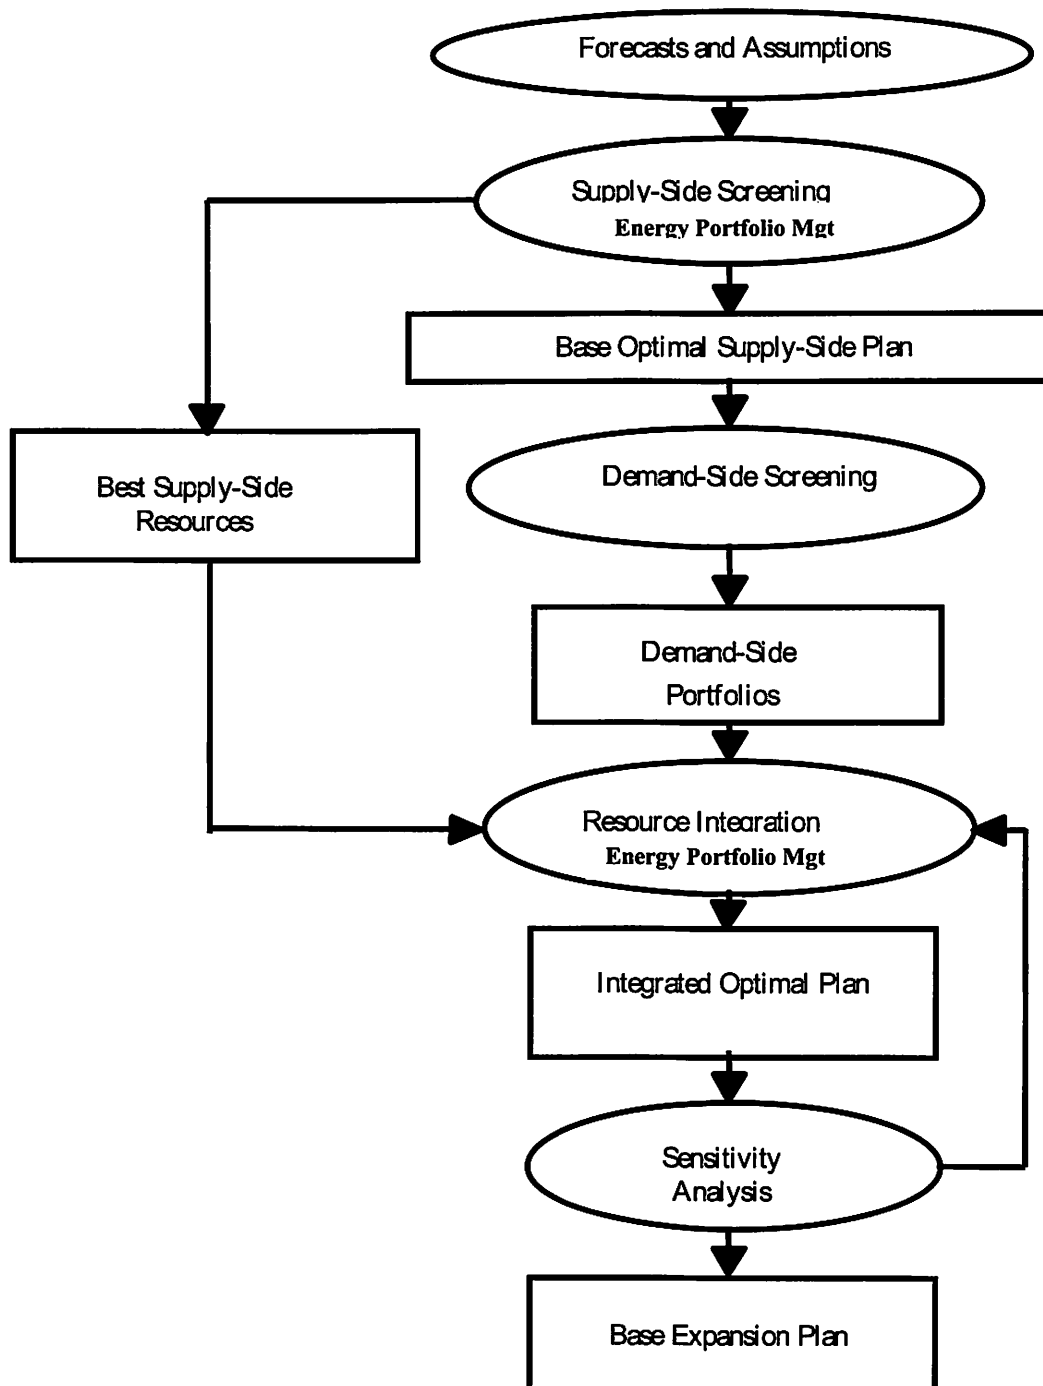 Forecasts and Assumptions
Supply-Side Screening
Energy Portfolio Mgt
Base Optimal Supply-Side Plan
Best Supply-Side
Resources
Demand-Side Screening
Demand-Side
Portfolios
Resource Integration
Energy Portfolio Mgt
Integrated Optimal Plan
Sensitivity
Analysis
Base Expansion Plan